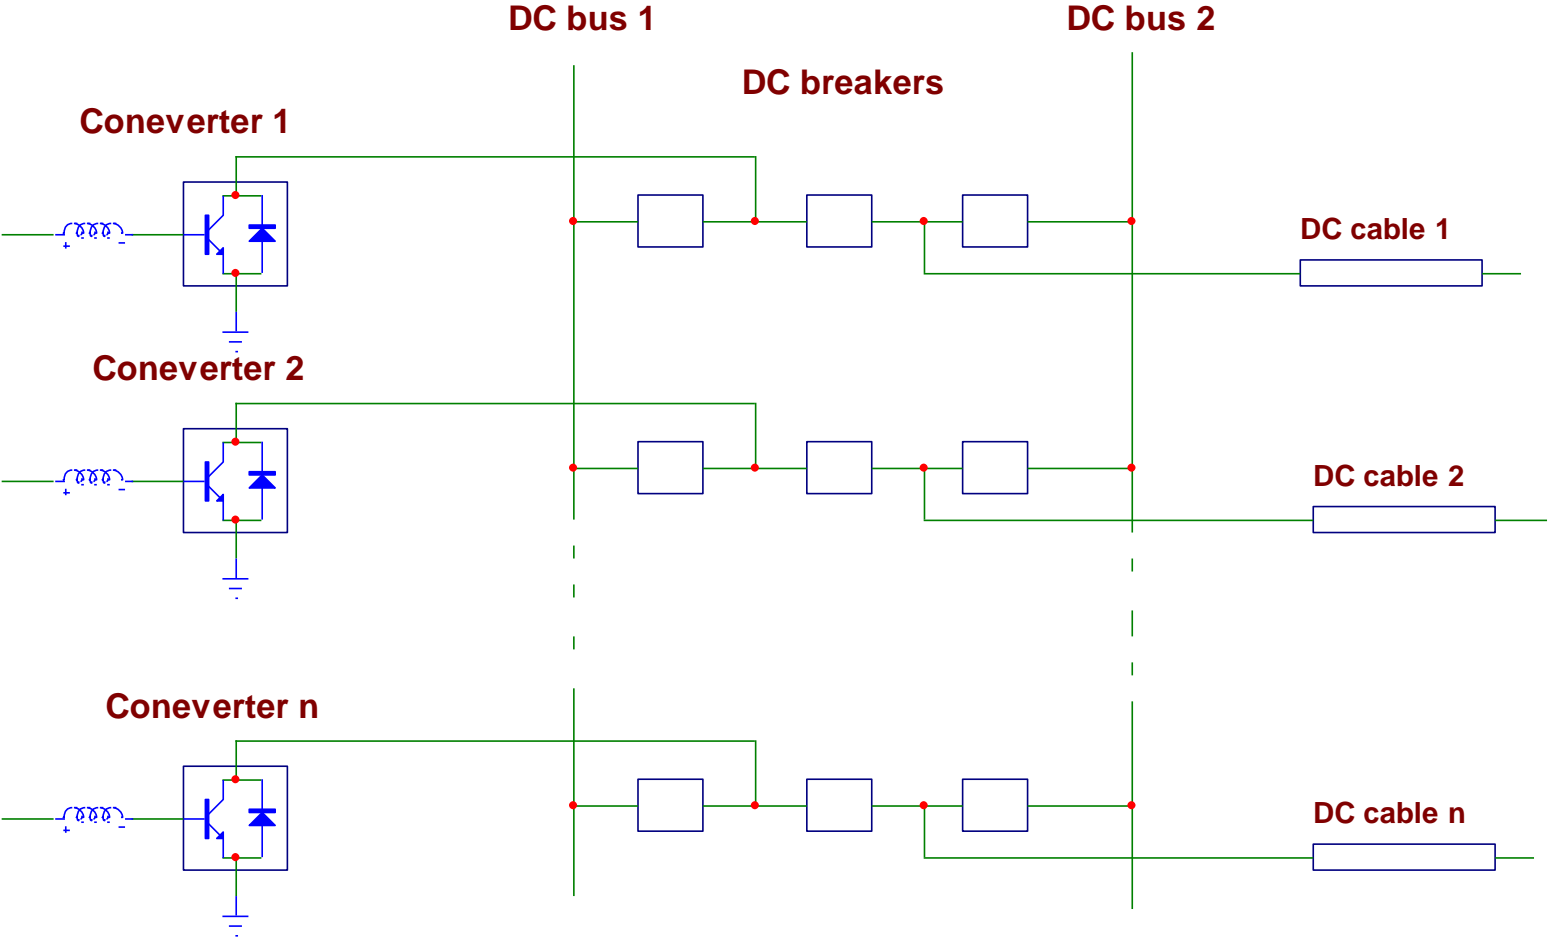 DC bus 1
DC bus 2
DC breakers
Coneverter 1
DC cable 1
Coneverter 2
DC cable 2
Coneverter n
DC cable n